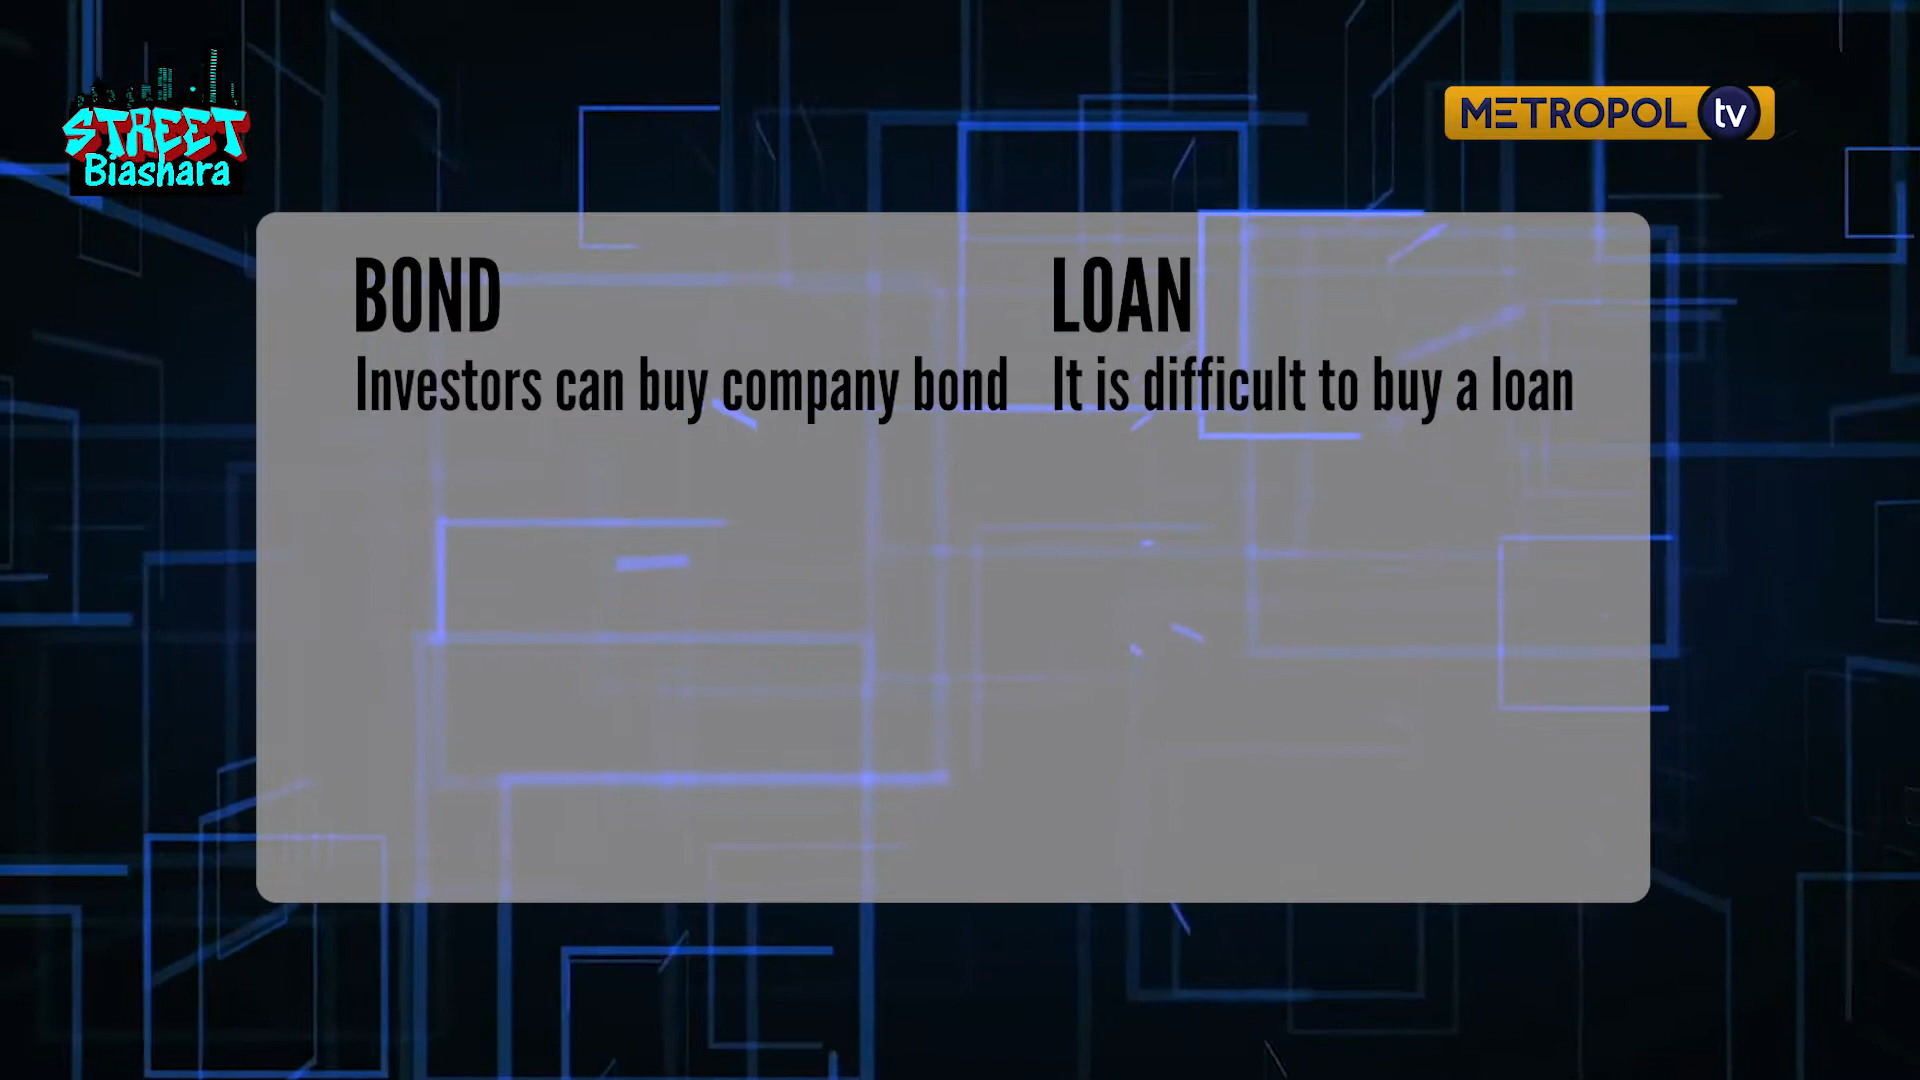 STREET
Biashara
METROPOL tv
BOND
Investors can buy company bond
LOAN
It is difficult to buy a loan